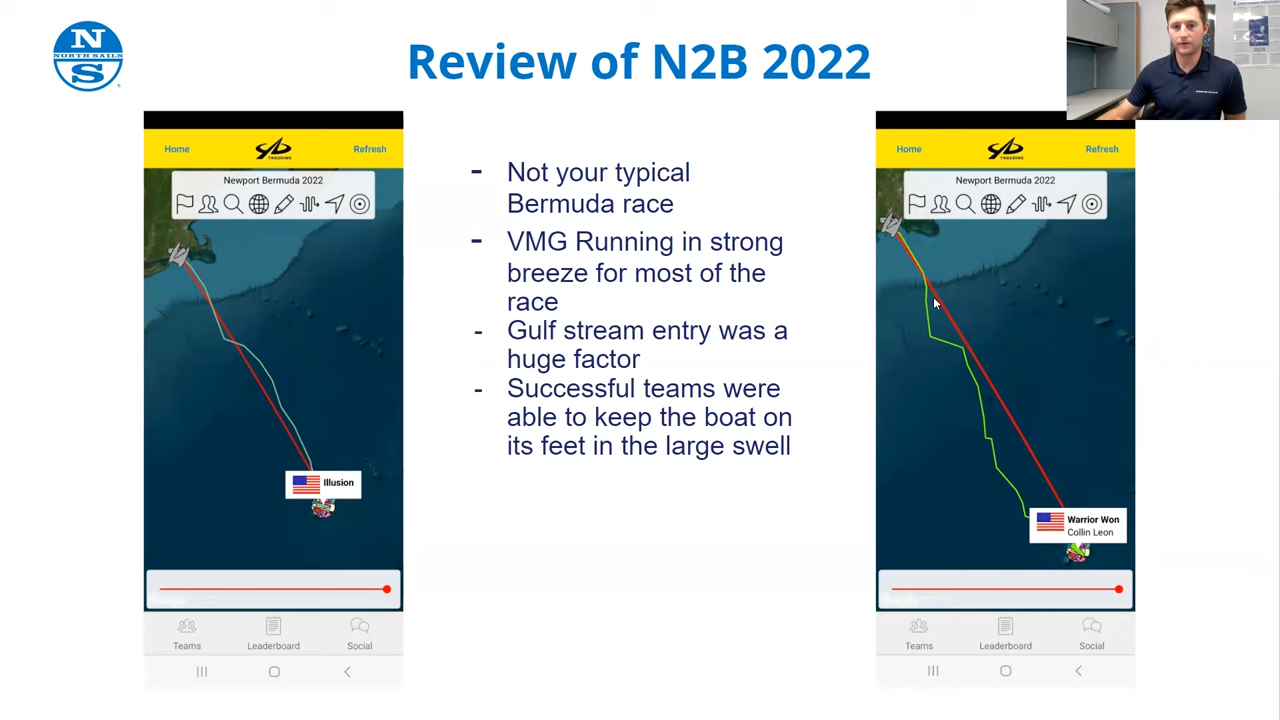 N
NORTH SAILS
S
Review of N2B 2022
Home
TRACKING
Refresh
Newport Bermuda 2022
Illusion
Teams
Leaderboard
Social
- Not your typical
Bermuda race
- VMG Running in strong
breeze for most of the
race
- Gulf stream entry was a
huge factor
- Successful teams were
able to keep the boat on
its feet in the large swell
Home
TRACKING
Refresh
Newport Bermuda 2022
Warrior Won
Collin Leon
Teams
Leaderboard
Social